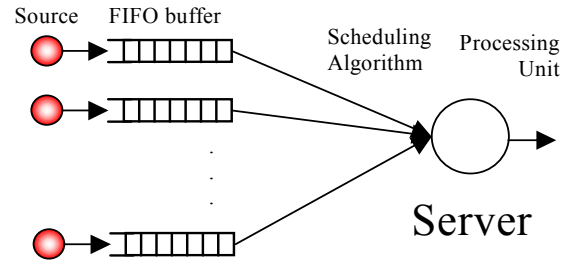 Source
FIFO buffer
Scheduling
Algorithm
Processing
Unit
Server